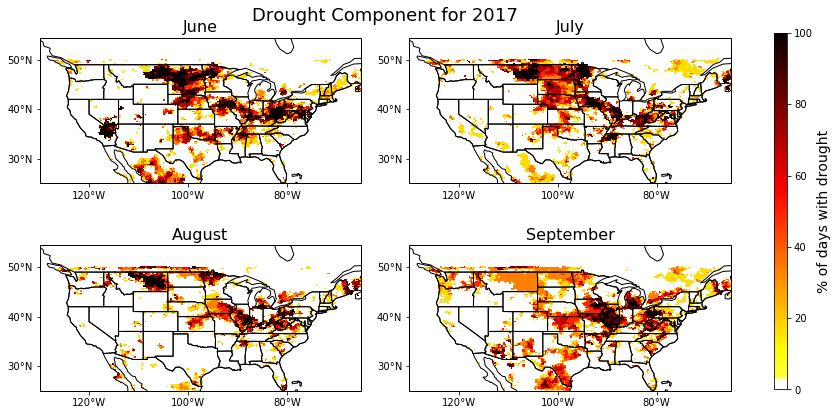 Drought Component for 2017
June
July
50°N
40°N
30°N
120°W 100°W 80°W
50°N
40°N
30°N
120°W 100°W 80°W
August
September
50°N
40°N
30°N
120°W 100°W 80°W
50°N
40°N
30°N
120°W 100°W 80°W
100
80
60
40
20
0
% of days with drought